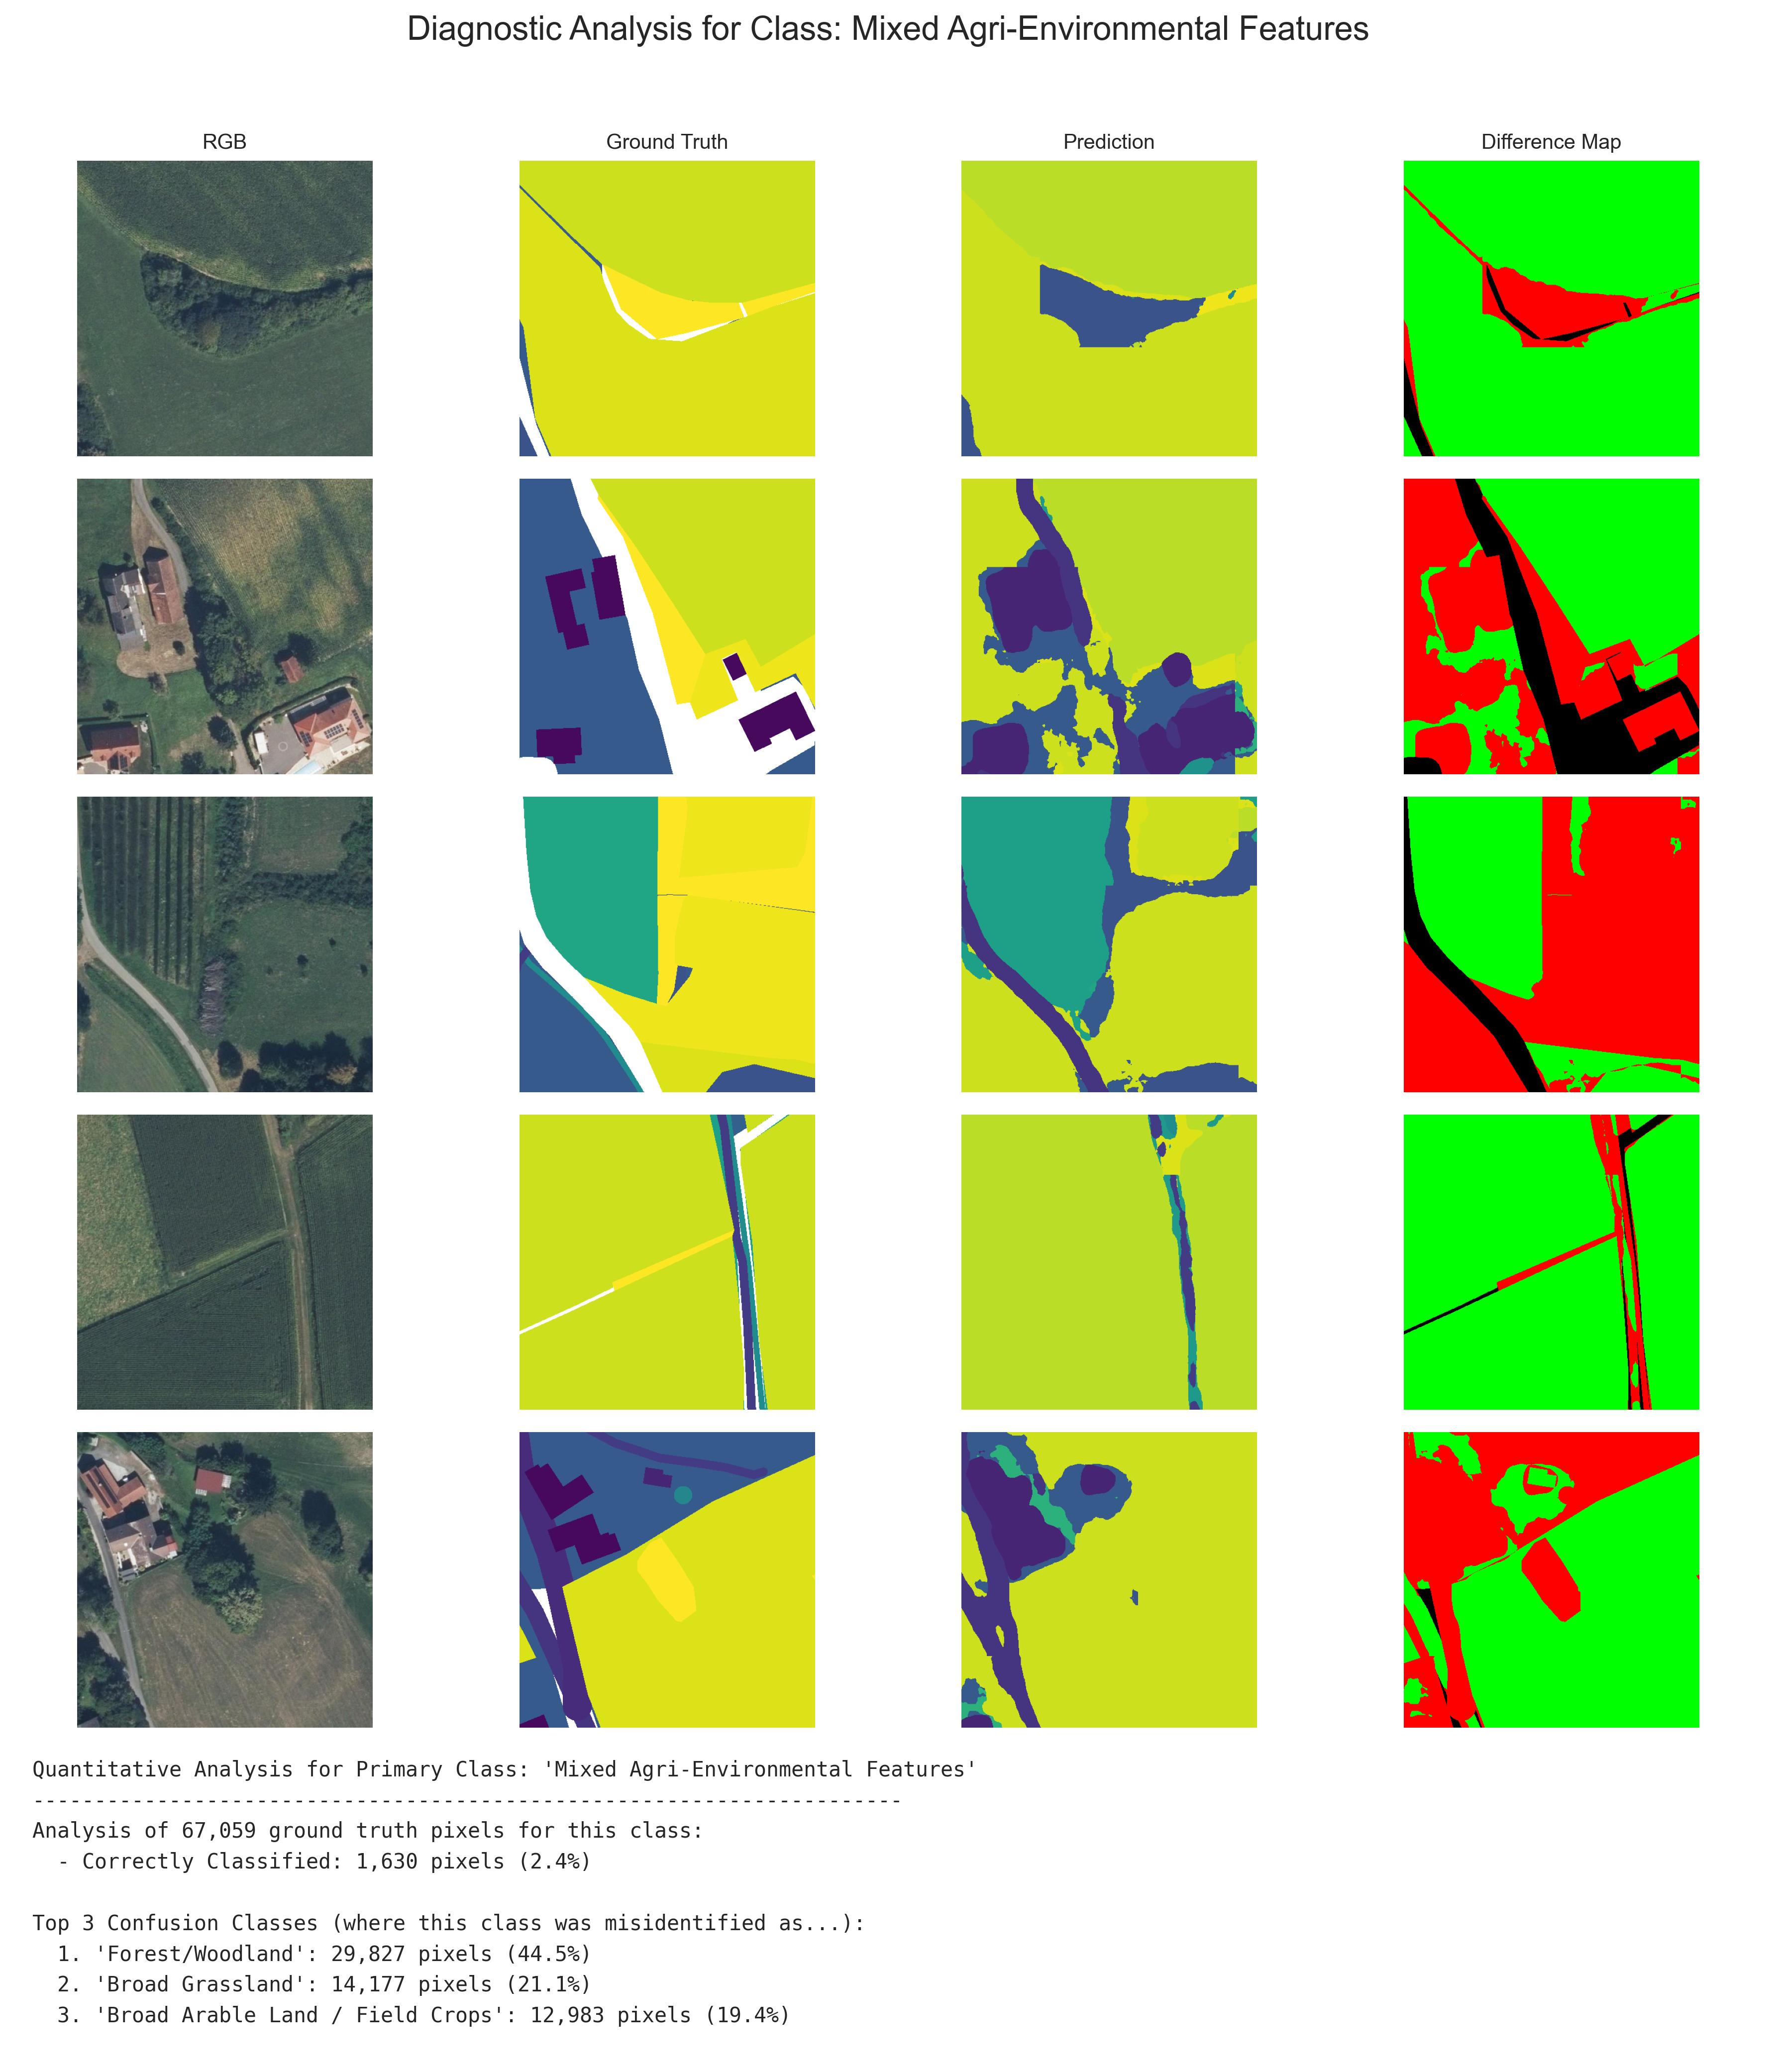 Diagnostic Analysis for Class: Mixed Agri-Environmental Features
RGB
Ground Truth
Prediction
Difference Map
Quantitative Analysis for Primary Class: 'Mixed Agri-Environmental Features'
----------------------------------------------------------------------
Analysis of 67,059 ground truth pixels for this class:
- Correctly Classified: 1,630 pixels (2.4%)
Top 3 Confusion Classes (where this class was misidentified as...):
1. 'Forest/Woodland': 29,827 pixels (44.5%)
2. 'Broad Grassland': 14,177 pixels (21.1%)
3. 'Broad Arable Land / Field Crops': 12,983 pixels (19.4%)